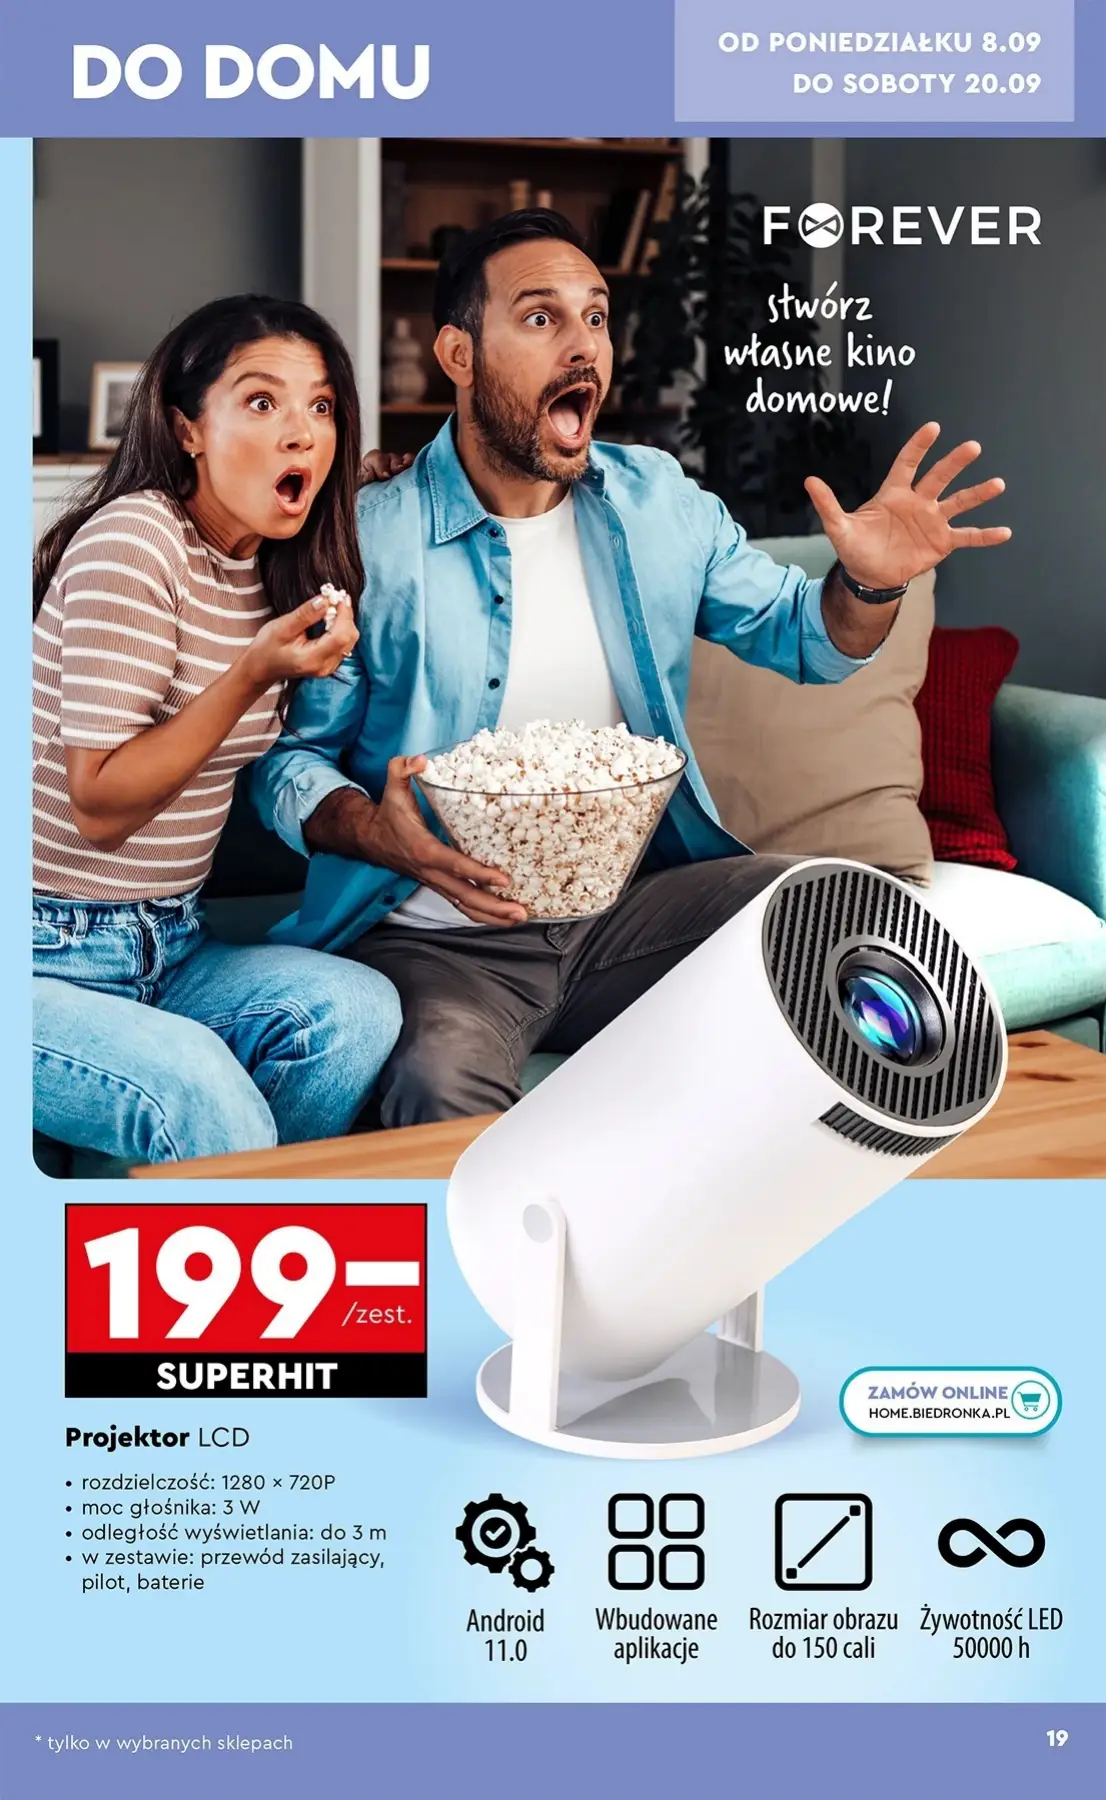 DO DOMU
OD PONIEDZIAŁKU 8.09
DO SOBOTY 20.09
FOREVER
stwórz
własne kino
domowe!
199-
/zest.
SUPERHIT
Projektor LCD
• rozdzielczość: 1280 × 720P
• moc głośnika: 3 W
• odległość wyświetlania: do 3 m
• w zestawie: przewód zasilający,
pilot, baterie
ZAMÓW ONLINE
HOME.BIEDRONKA.PL
Android
11.0
Wbudowane
aplikacje
Rozmiar obrazu
do 150 cali
Żywotność LED
50000 h
* tylko w wybranych sklepach
19